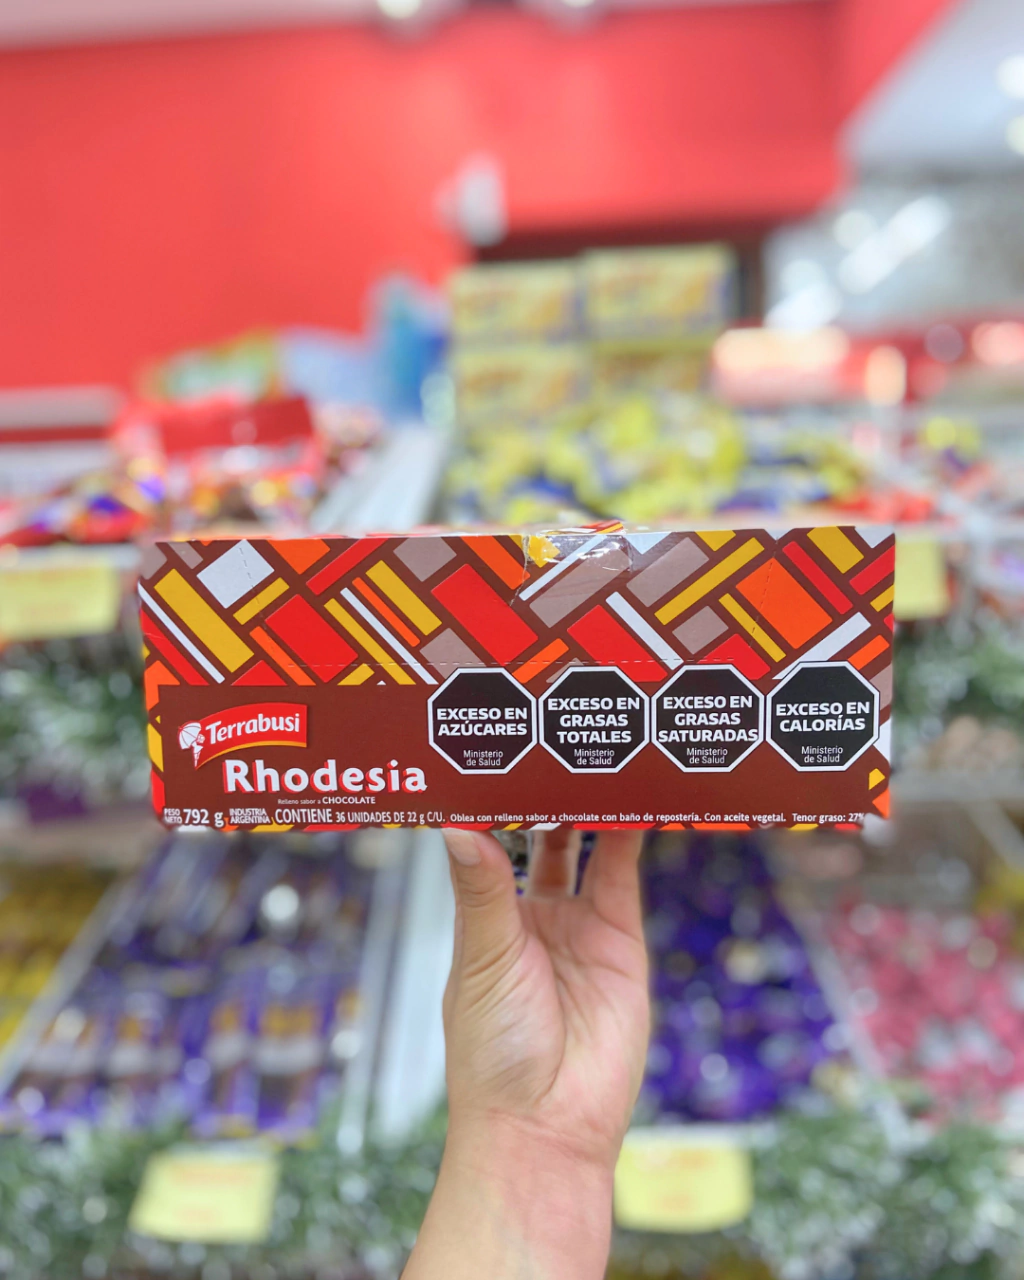 EXCESO EN
AZÚCARES
Ministerio
de Salud
EXCESO EN
GRASAS
TOTALES
Ministerio
de Salud
EXCESO EN
GRASAS
SATURADAS
Ministerio
de Salud
EXCESO EN
CALORÍAS
Ministerio
de Salud
Terrabusi
Rhodesia
Relleno sabor a CHOCOLATE
PESO
NETO 792 g
INDUSTRIA
ARGENTINA
CONTIENE 36 UNIDADES DE 22 g C/U. Oblea con relleno sabor a chocolate con baño de repostería. Con aceite vegetal. Tenor graso: 27%